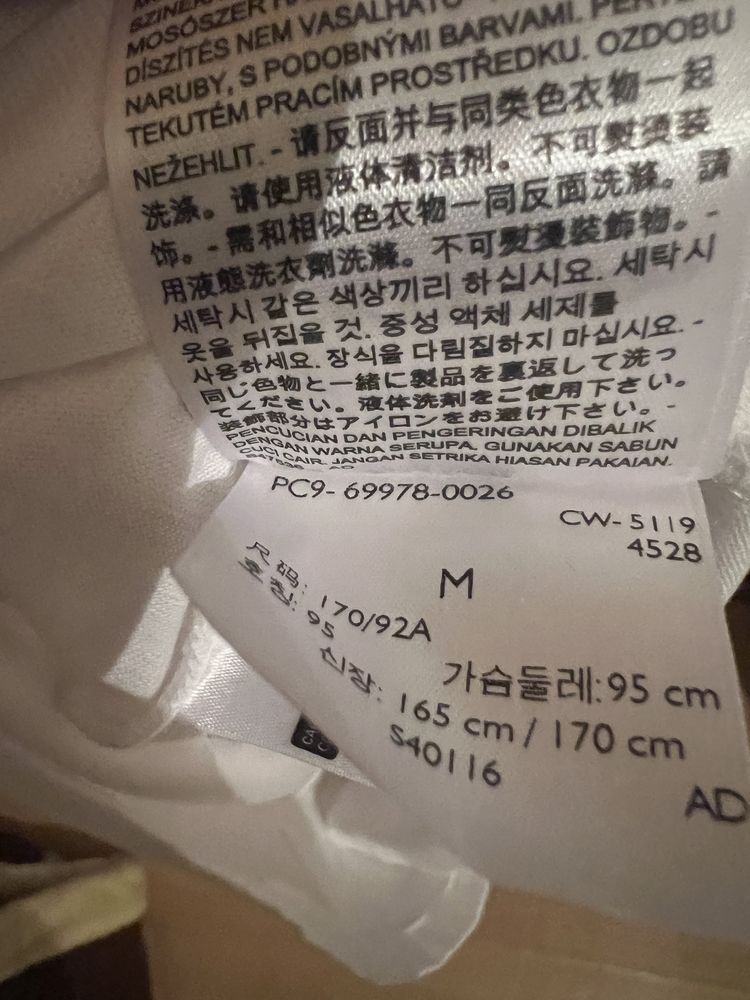 MOSÓSZER
DÍSZÍTÉS NEM VASALHATÓ
NARUBY, S PODOBNÝMI BARVAMI.
TEKUTÉM PRACÍM PROSTŘEDKU. OZDOBU
NEŽEHLIT. - 请反面并与同类色衣物一起
洗涤。请使用液体清洁剂。不可熨烫装
饰。- 需和相似色衣物一同反面洗滌。請
用液態洗衣劑洗滌。不可熨燙裝飾物。-
세탁시 같은 색상끼리 하십시요. 세탁시
옷을 뒤집을 것. 중성 액체 세제를
사용하세요. 장식을 다림질하지 마십시요. -
同じ色物と一緒に製品を裏返して洗っ
てください。液体洗剤をご使用下さい。
装飾部分はアイロンをお避け下さい。-
PENCUCIAN DAN PENGERINGAN DIBALIK
DENGAN WARNA SERUPA. GUNAKAN SABUN
CUCI CAIR. JANGAN SETRIKA HIASAN PAKAIAN.
PC9- 69978-0026
CW- 5119
4528
M
尺码: 170/92A
호칭: 95
가슴둘레:95 cm
신장: 165 cm / 170 cm
S40116
AD